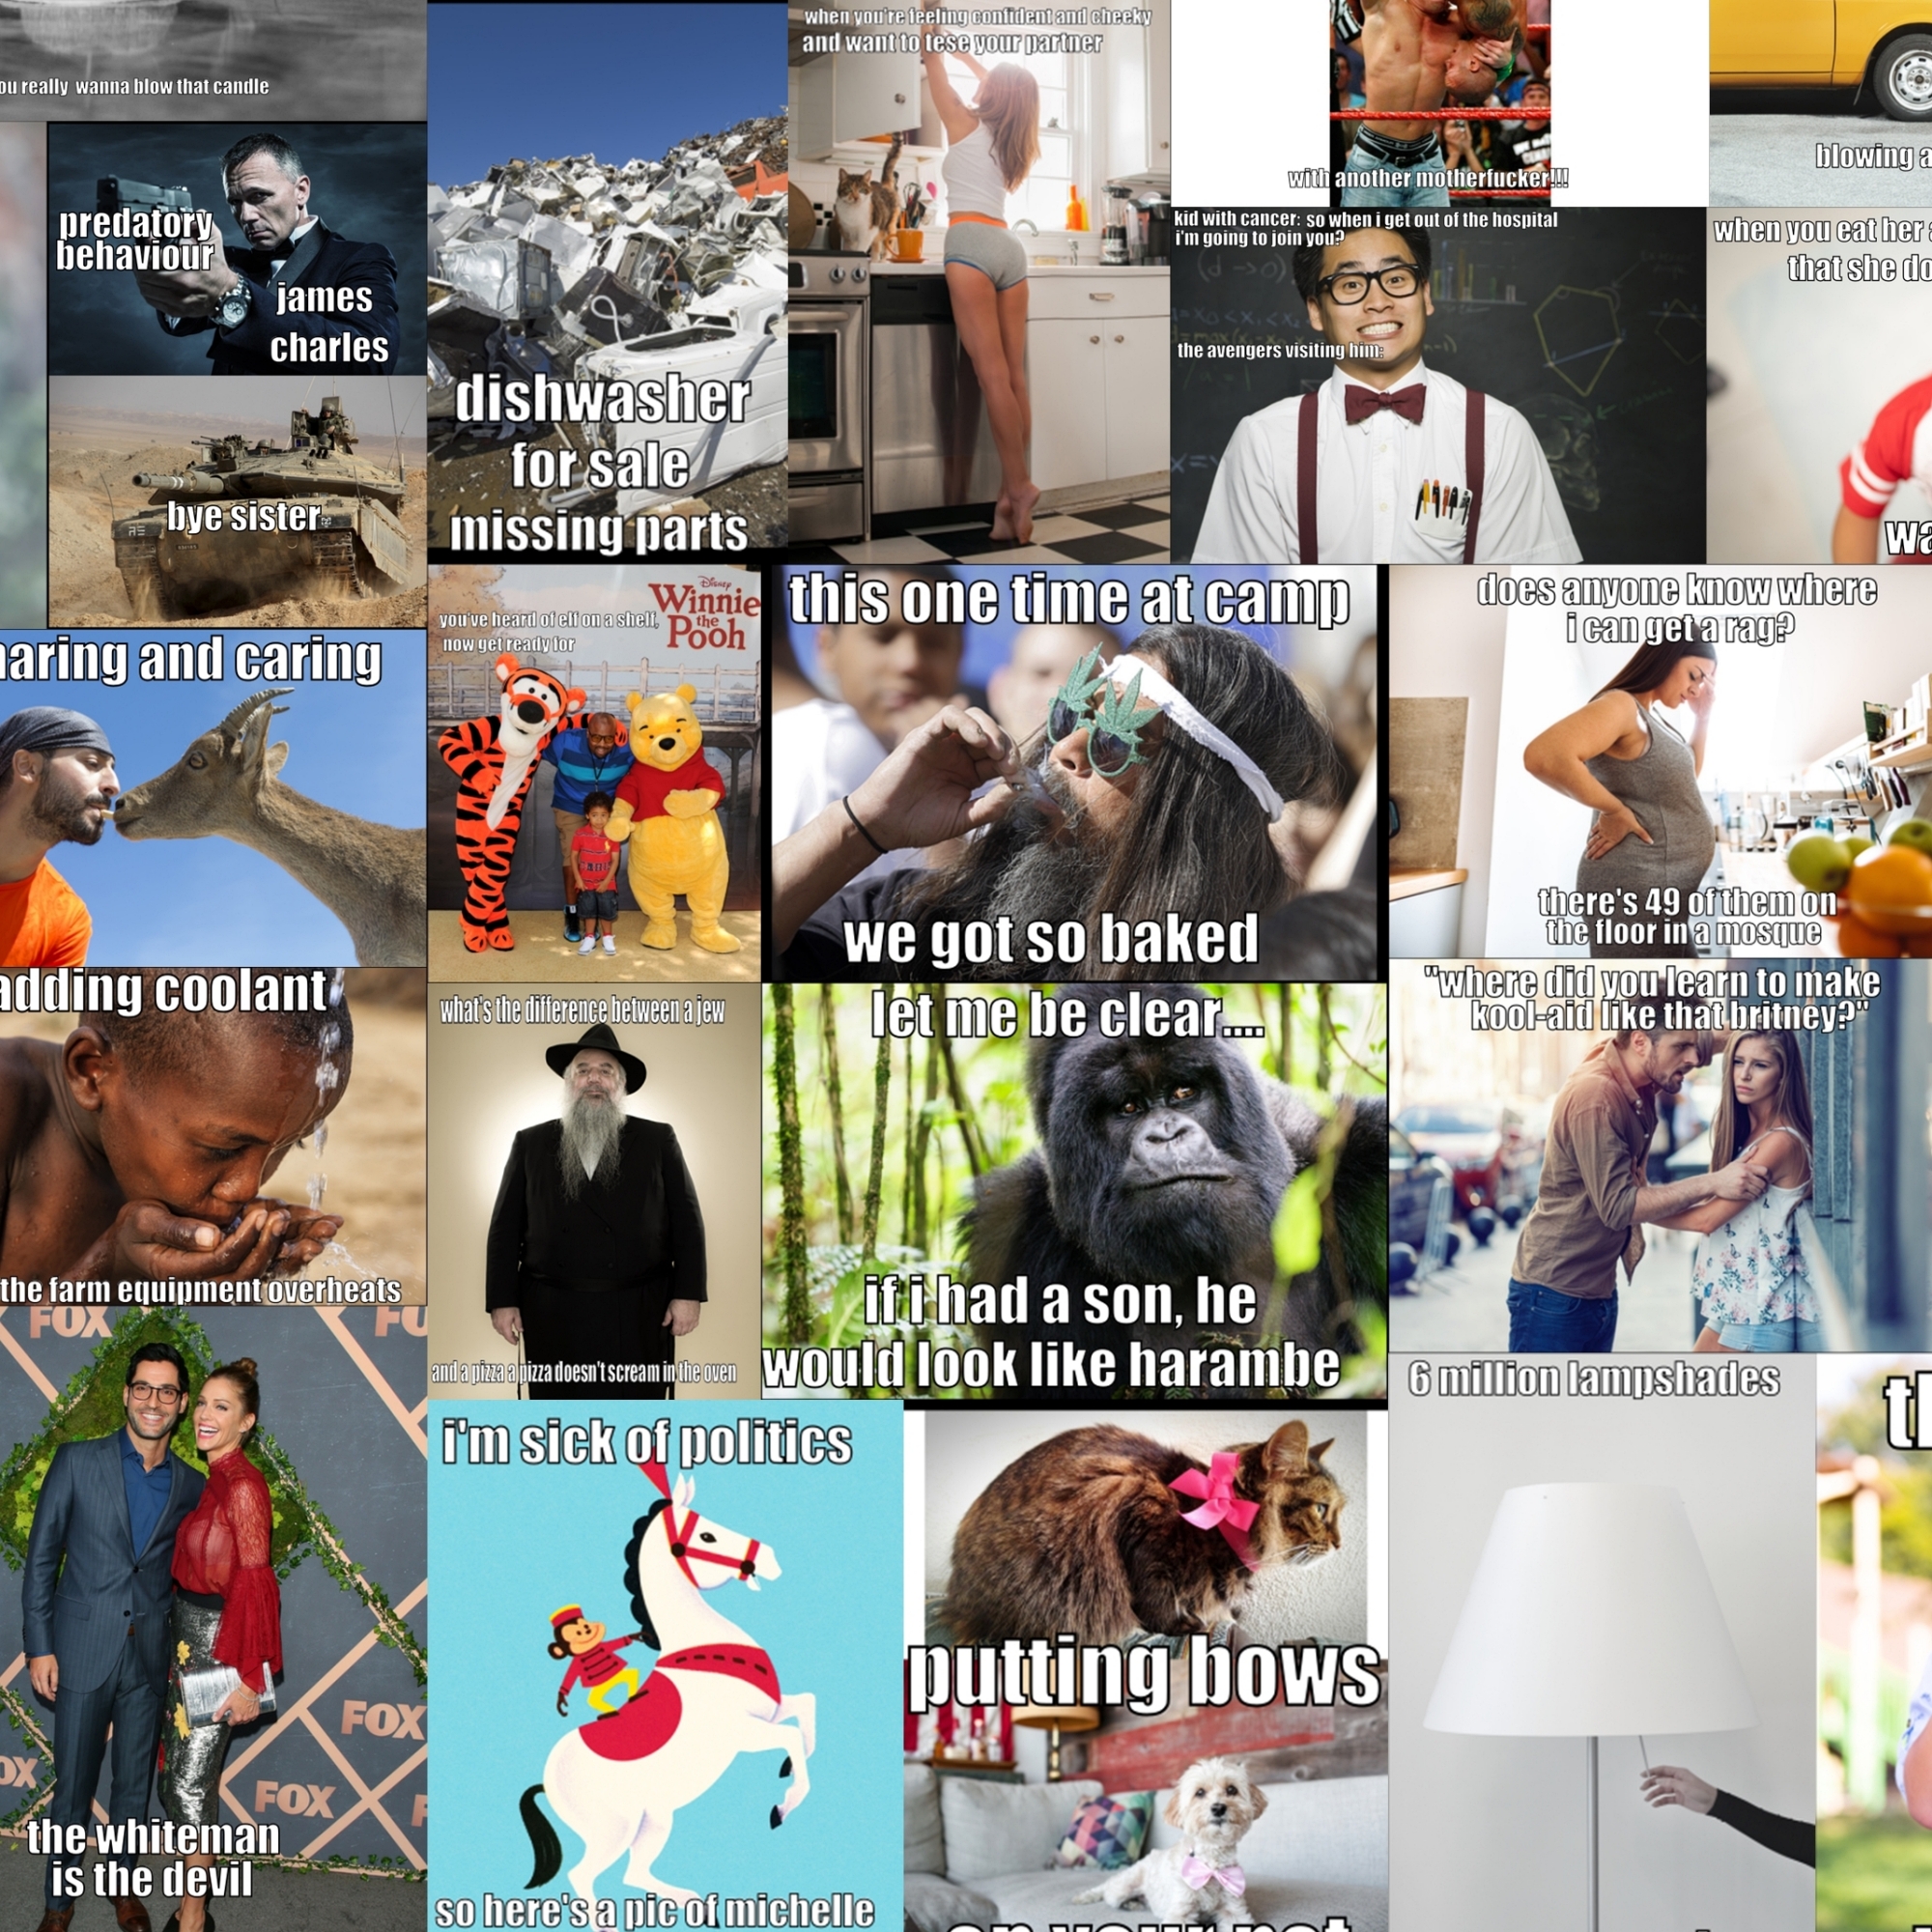 ou really wanna blow that candle
predatory
behaviour
james
charles
bye sister
dishwasher
for sale
missing parts
when you're feeling confident and cheeky
and want to tese your partner
with another motherfucker!!!
blowing a
kid with cancer: so when i get out of the hospital
i'm going to join you?
the avengers visiting him:
when you eat her
that she do
wa
haring and caring
you've heard of elf on a shelf,
now get ready for
Disney
Winnie
the
Pooh
this one time at camp
we got so baked
does anyone know where
i can get a rag?
there's 49 of them on
the floor in a mosque
adding coolant
the farm equipment overheats
what's the difference between a jew
and a pizza a pizza doesn't scream in the oven
let me be clear....
if i had a son, he
would look like harambe
"where did you learn to make
kool-aid like that britney?"
FOX
FO
FOX
OX
FOX
F
the whiteman
is the devil
i'm sick of politics
so here's a pic of michelle
putting bows
6 million lampshades